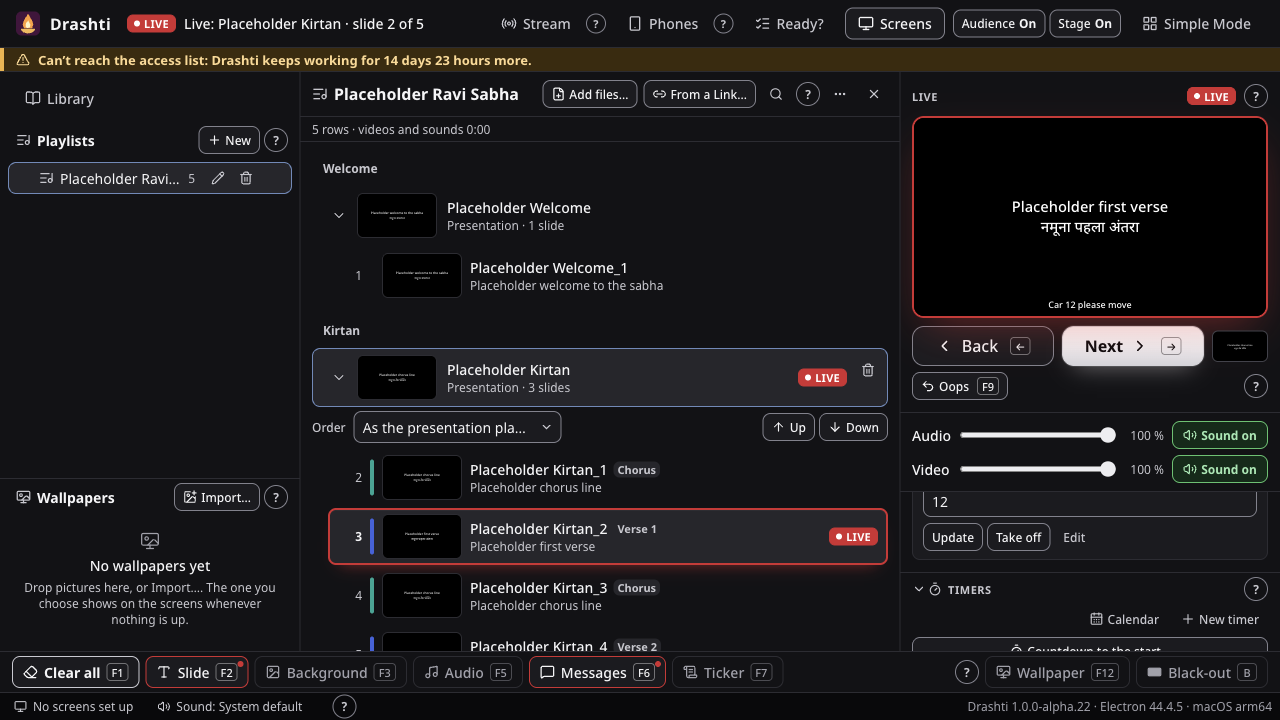 Drashti
LIVE
Live: Placeholder Kirtan · slide 2 of 5
Stream
?
Phones
?
Ready?
Screens
Audience On
Stage On
Simple Mode
Can’t reach the access list: Drashti keeps working for 14 days 23 hours more.
Library
Playlists
New
?
Placeholder Ravi...
5
Wallpapers
Import...
?
No wallpapers yet
Drop pictures here, or Import.... The one you
choose shows on the screens whenever
nothing is up.
Placeholder Ravi Sabha
Add files...
From a Link...
?
5 rows · videos and sounds 0:00
Welcome
Placeholder Welcome
Presentation · 1 slide
1
Placeholder Welcome_1
Placeholder welcome to the sabha
Kirtan
Placeholder Kirtan
Presentation · 3 slides
LIVE
Order
As the presentation pla...
Up
Down
2
Placeholder Kirtan_1
Chorus
Placeholder chorus line
3
Placeholder Kirtan_2
Verse 1
Placeholder first verse
LIVE
4
Placeholder Kirtan_3
Chorus
Placeholder chorus line
Placeholder Kirtan_4
Verse 2
LIVE
LIVE
?
Placeholder first verse
नमूना पहला अंतरा
Car 12 please move
Back
Next
Oops
F9
?
Audio
100 %
Sound on
Video
100 %
Sound on
12
Update
Take off
Edit
TIMERS
?
Calendar
New timer
Countdown to the start
Clear all F1
Slide F2
Background F3
Audio F5
Messages F6
Ticker F7
?
Wallpaper F12
Black-out B
No screens set up
Sound: System default
?
Drashti 1.0.0-alpha.22 · Electron 44.4.5 · macOS arm64